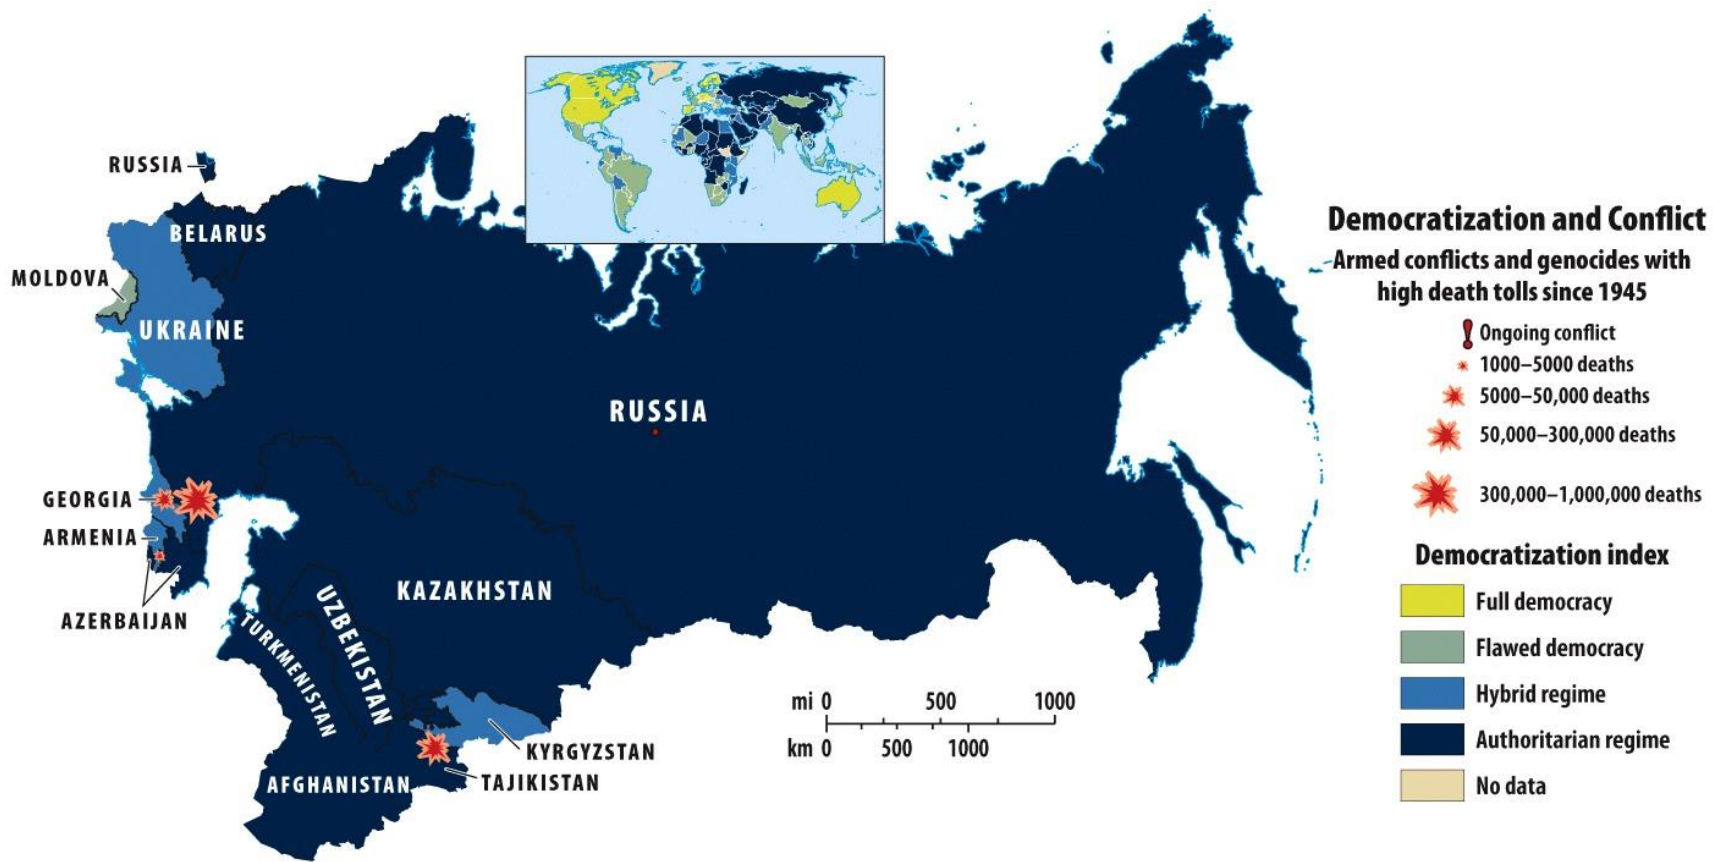 RUSSIA
BELARUS
MOLDOVA
UKRAINE
RUSSIA
GEORGIA
ARMENIA
AZERBAIJAN
KAZAKHSTAN
UZBEKISTAN
TURKMENISTAN
KYRGYZSTAN
TAJIKISTAN
AFGHANISTAN
mi 0 500 1000
km 0 500 1000
Democratization and Conflict
Armed conflicts and genocides with
high death tolls since 1945
Ongoing conflict
1000–5000 deaths
5000–50,000 deaths
50,000–300,000 deaths
300,000–1,000,000 deaths
Democratization index
Full democracy
Flawed democracy
Hybrid regime
Authoritarian regime
No data